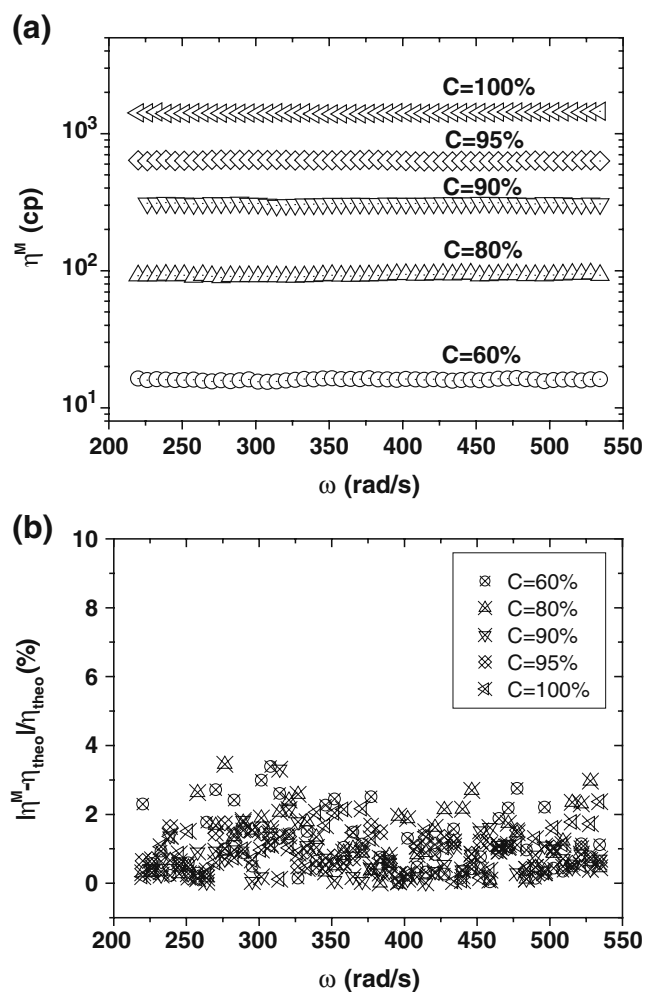 (a)
C=100%
10³
C=95%
C=90%
ηᴹ (cp)
10²
C=80%
C=60%
10¹
200 250 300 350 400 450 500 550
ω (rad/s)
(b)
10
8
6
4
2
0
C=60%
C=80%
C=90%
C=95%
C=100%
|ηᴹ-η_theo|/η_theo (%)
200 250 300 350 400 450 500 550
ω (rad/s)